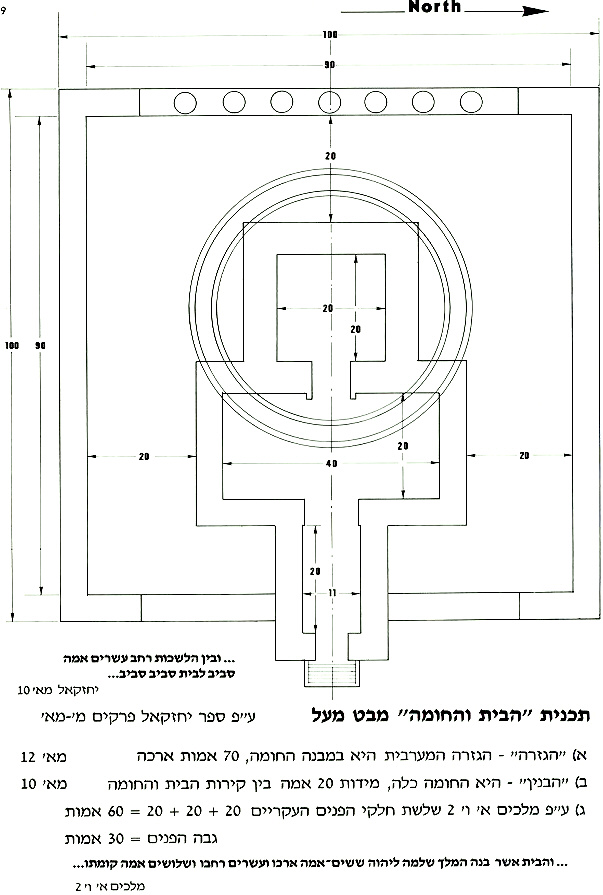 9
North
100
90
20
20
20
100
90
20
20
20
40
20
11
... ובין הלשכות רחב עשרים אמה
סביב לבית סביב סביב...
יחזקאל מא׳ 10
תכנית ״הבית והחומה״ מבט מעל ע״פ ספר יחזקאל פרקים מ׳-מא׳
א) ״הגזרה״ - הגזרה המערבית היא במבנה החומה, 70 אמות ארכה מא׳ 12
ב) ״הבנין״ - היא החומה כלה, מידות 20 אמה בין קירות הבית והחומה מא׳ 10
ג) ע״פ מלכים א׳ ו׳ 2 שלשת חלקי הפנים העקריים 20 + 20 + 20 = 60 אמות
גבה הפנים = 30 אמות
... והבית אשר בנה המלך שלמה ליהוה ששים־אמה ארכו ועשרים רחבו ושלושים אמה קומתו...
מלכים א׳ ו׳ 2